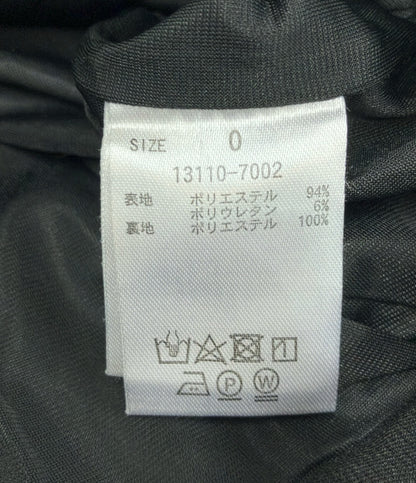 SIZE 0
13110-7002
表地 ポリエステル 94%
ポリウレタン 6%
裏地 ポリエステル 100%
P W